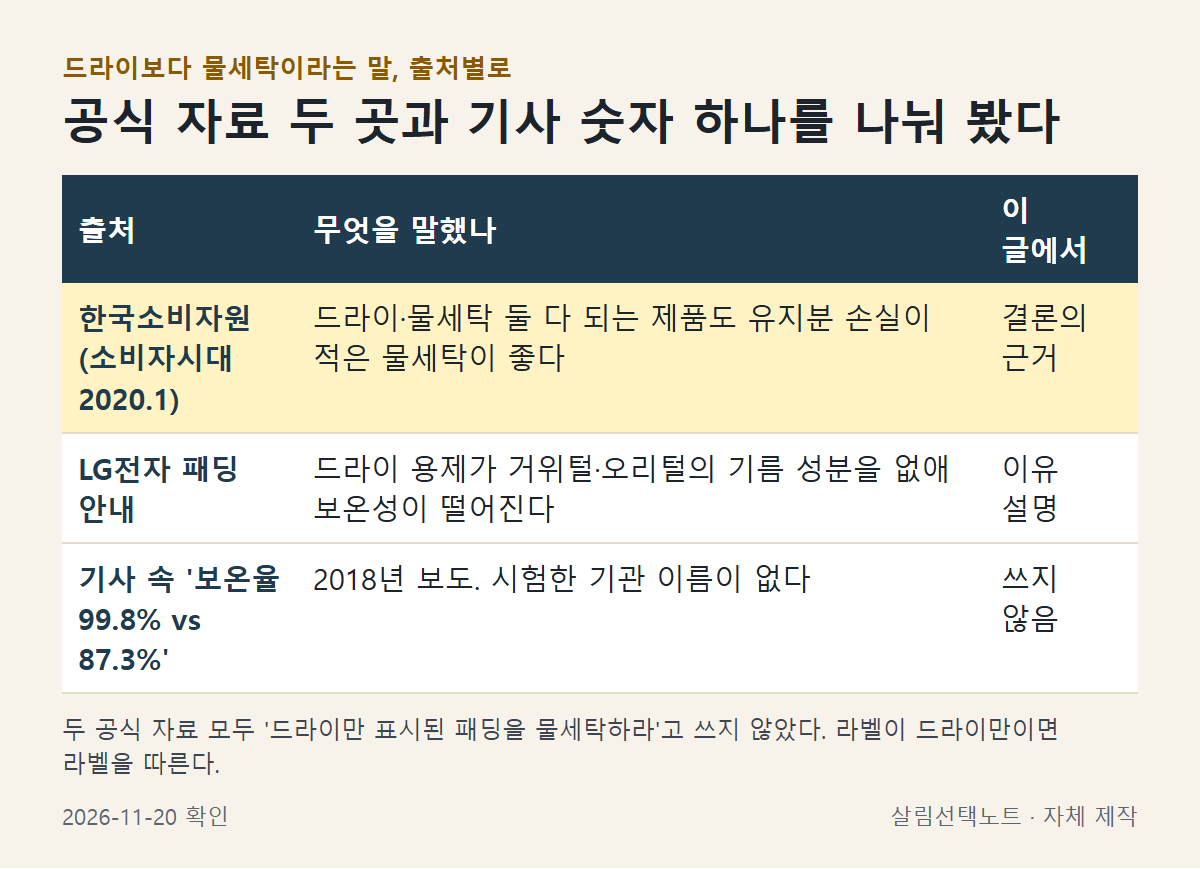 드라이보다 물세탁이라는 말, 출처별로
공식 자료 두 곳과 기사 숫자 하나를 나눠 봤다
출처
무엇을 말했나
이
글에서
한국소비자원
(소비자시대
2020.1)
드라이·물세탁 둘 다 되는 제품도 유지분 손실이
적은 물세탁이 좋다
결론의
근거
LG전자 패딩
안내
드라이 용제가 거위털·오리털의 기름 성분을 없애
보온성이 떨어진다
이유
설명
기사 속 '보온율
99.8% vs
87.3%'
2018년 보도. 시험한 기관 이름이 없다
쓰지
않음
두 공식 자료 모두 '드라이만 표시된 패딩을 물세탁하라'고 쓰지 않았다. 라벨이 드라이만이면
라벨을 따른다.
2026-11-20 확인
살림선택노트 · 자체 제작